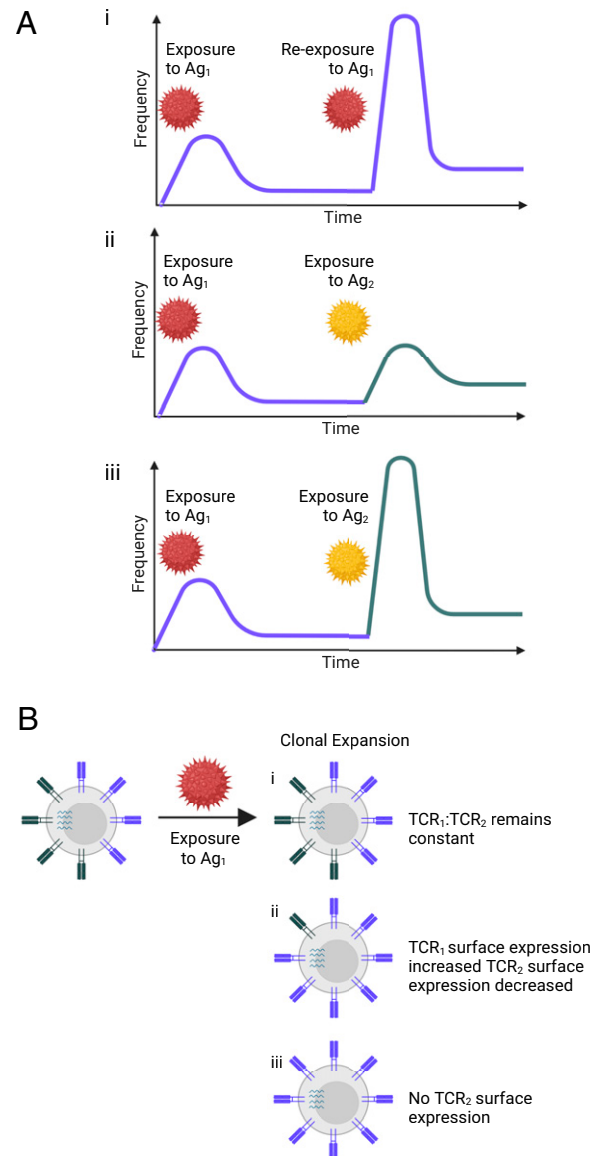 A
i
Exposure
to Ag₁
Re-exposure
to Ag₁
Frequency
Time
ii
Exposure
to Ag₁
Exposure
to Ag₂
Frequency
Time
iii
Exposure
to Ag₁
Exposure
to Ag₂
Frequency
Time
B
Clonal Expansion
Exposure
to Ag₁
i
TCR₁:TCR₂ remains
constant
ii
TCR₁ surface expression
increased TCR₂ surface
expression decreased
iii
No TCR₂ surface
expression